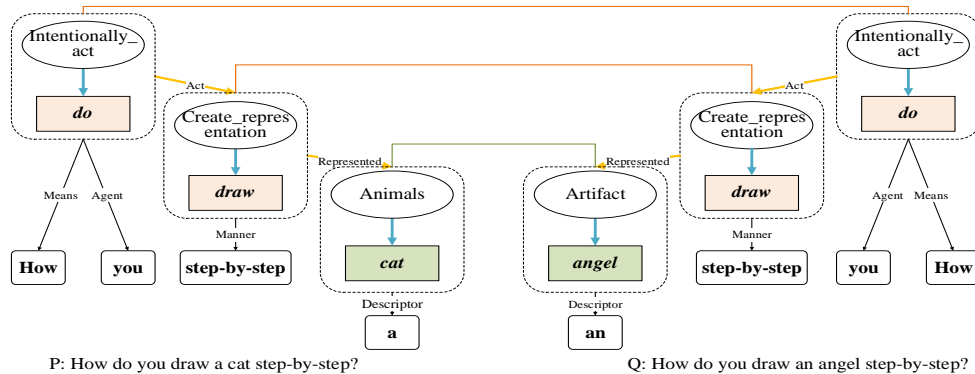 Intentionally_
act
Intentionally_
act
Act
Act
do
Create_repres
entation
Create_repres
entation
do
Represented
Represented
draw
Animals
Artifact
draw
Means
Agent
Agent
Means
Manner
Manner
How
you
step-by-step
cat
angel
step-by-step
you
How
Descriptor
Descriptor
a
an
P: How do you draw a cat step-by-step?
Q: How do you draw an angel step-by-step?